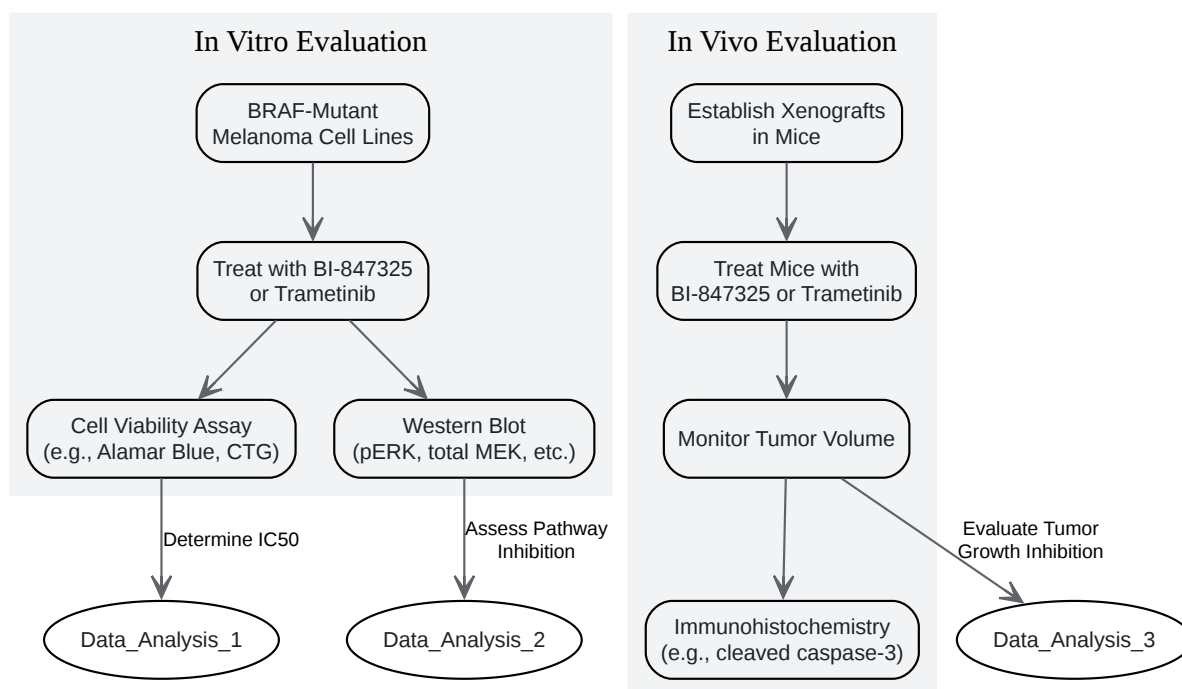 In Vitro Evaluation
BRAF-Mutant
Melanoma Cell Lines
Treat with BI-847325
or Trametinib
Cell Viability Assay
(e.g., Alamar Blue, CTG)
Western Blot
(pERK, total MEK, etc.)
Determine IC50
Assess Pathway
Inhibition
Data_Analysis_1
Data_Analysis_2
In Vivo Evaluation
Establish Xenografts
in Mice
Treat Mice with
BI-847325 or Trametinib
Monitor Tumor Volume
Evaluate Tumor
Growth Inhibition
Immunohistochemistry
(e.g., cleaved caspase-3)
Data_Analysis_3